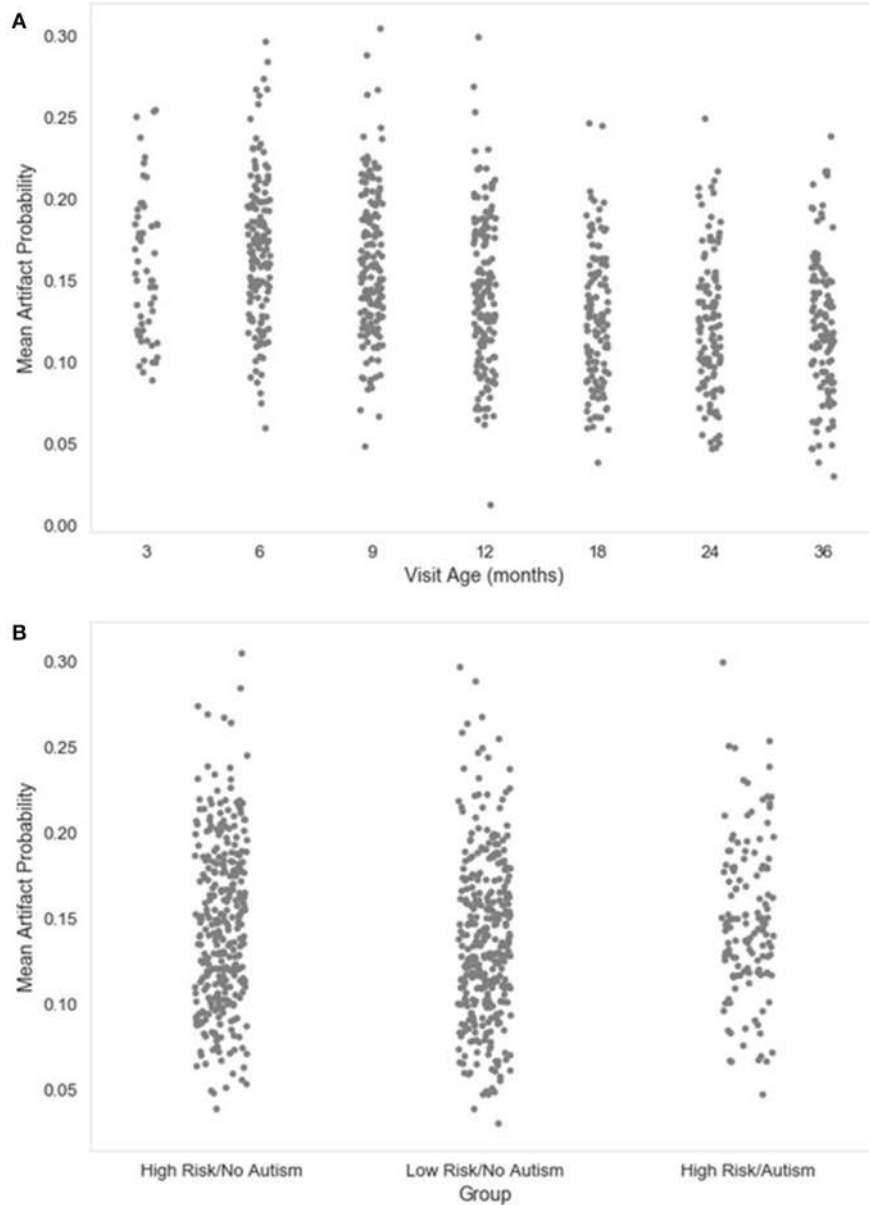 A
Mean Artifact Probability
0.30
0.25
0.20
0.15
0.10
0.05
0.00
3 6 9 12 18 24 36
Visit Age (months)
B
Mean Artifact Probability
0.30
0.25
0.20
0.15
0.10
0.05
High Risk/No Autism Low Risk/No Autism High Risk/Autism
Group